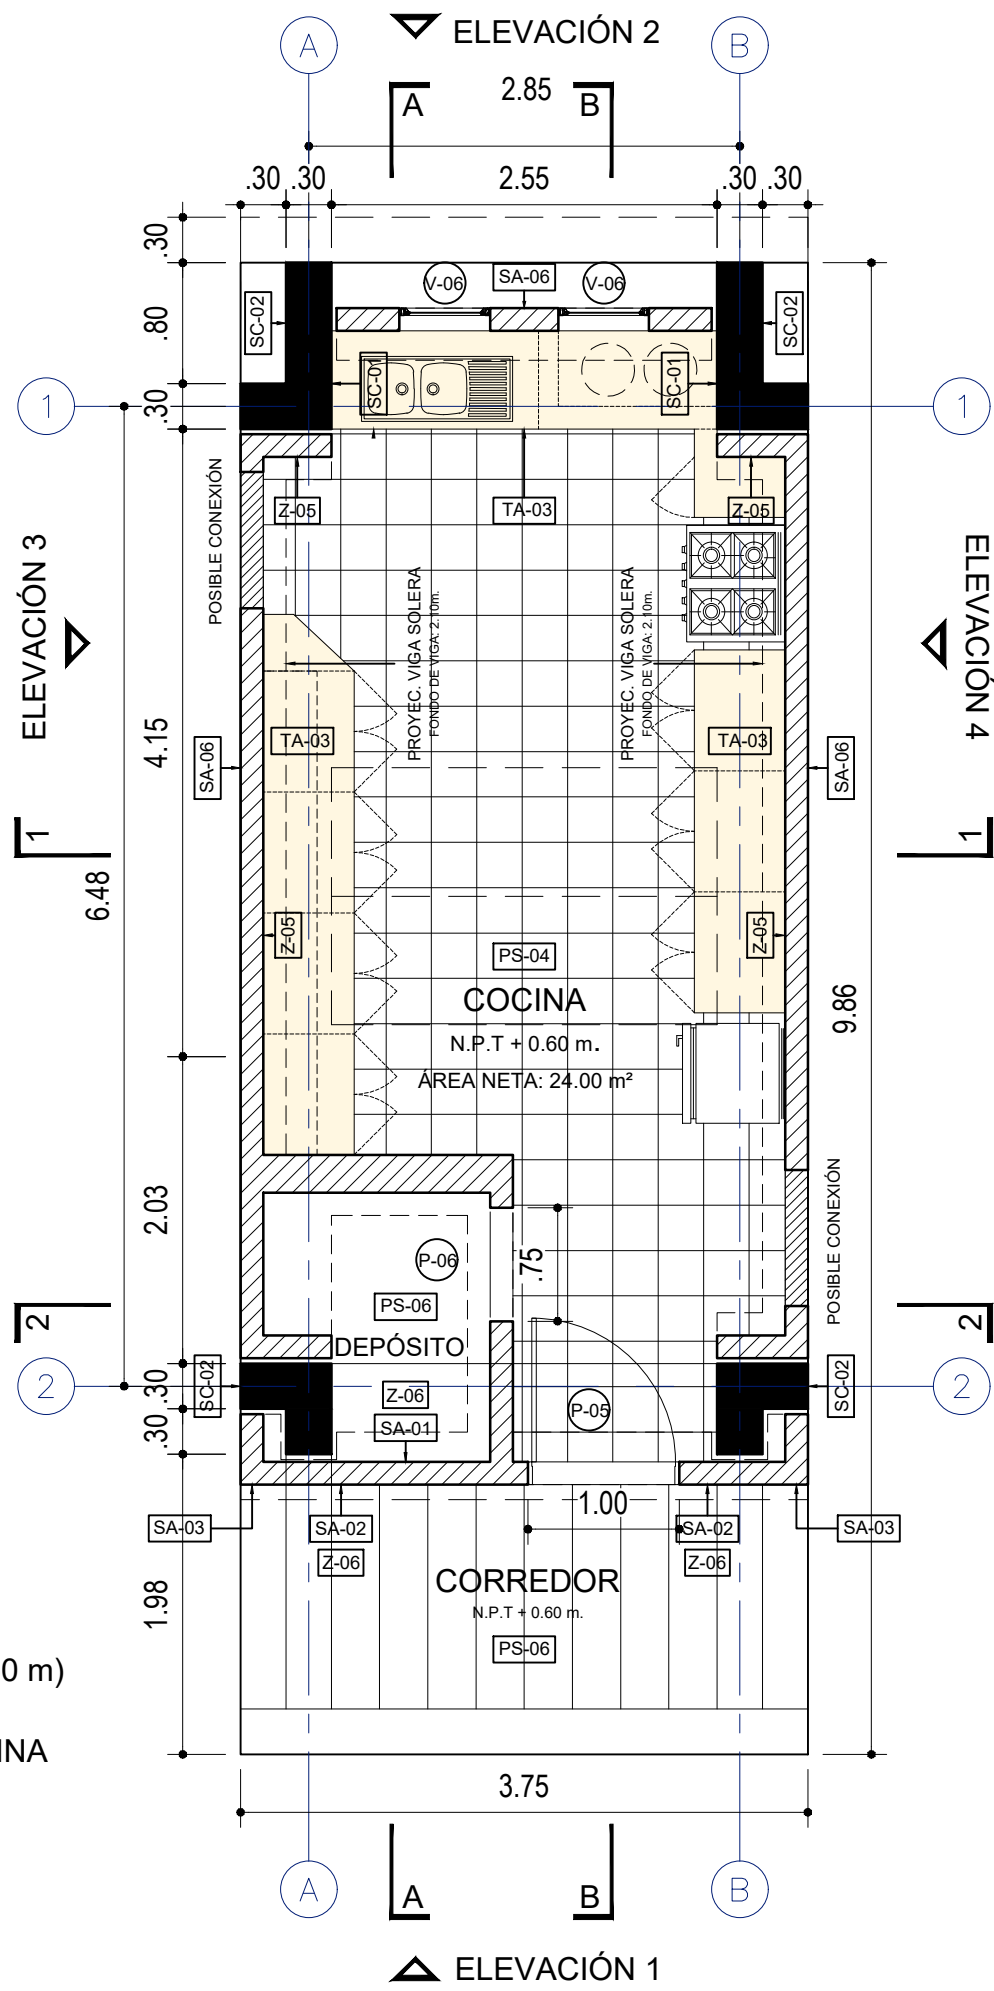 ELEVACIÓN 2
A
B
A
2.85
B
.30
.30
2.55
.30
.30
.30
V-06
SA-06
V-06
SC-02
SC-02
.80
SC-01
SC-01
1
.30
1
POSIBLE CONEXIÓN
Z-05
TA-03
Z-05
ELEVACIÓN 3
PROYEC. VIGA SOLERA
FONDO DE VIGA: 2.10m.
PROYEC. VIGA SOLERA
FONDO DE VIGA: 2.10m.
ELEVACIÓN 4
4.15
TA-03
TA-03
SA-06
SA-06
1
1
6.48
Z-05
Z-05
PS-04
COCINA
N.P.T + 0.60 m.
ÁREA NETA: 24.00 m²
9.86
2.03
POSIBLE CONEXIÓN
.75
P-06
PS-06
2
DEPÓSITO
2
2
.30
SC-02
SC-02
2
Z-06
P-05
.30
SA-01
1.00
SA-03
SA-02
SA-02
SA-03
Z-06
Z-06
CORREDOR
N.P.T + 0.60 m.
1.98
PS-06
0 m)
INA
3.75
A
A
B
B
ELEVACIÓN 1